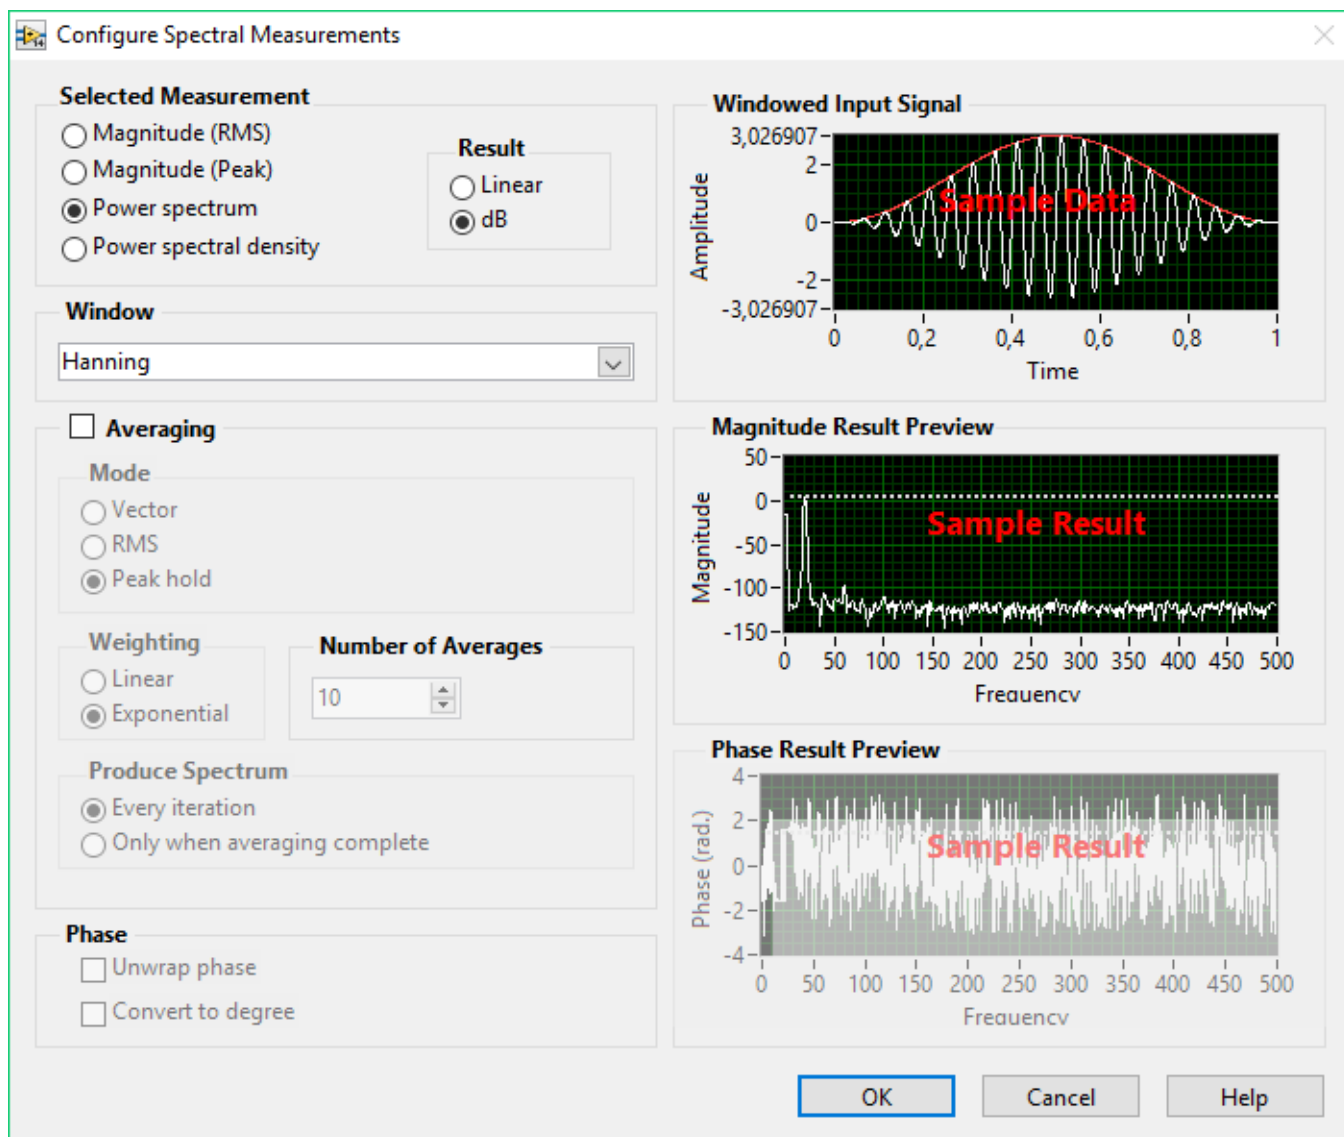 Configure Spectral Measurements
Selected Measurement
Magnitude (RMS)
Magnitude (Peak)
Power spectrum
Power spectral density
Result
Linear
dB
Window
Hanning
Averaging
Mode
Vector
RMS
Peak hold
Weighting
Linear
Exponential
Number of Averages
10
Produce Spectrum
Every iteration
Only when averaging complete
Phase
Unwrap phase
Convert to degree
Windowed Input Signal
3,026907
2
0
-2
-3,026907
Amplitude
Sample Data
0 0,2 0,4 0,6 0,8 1
Time
Magnitude Result Preview
50
0
-50
-100
-150
Magnitude
Sample Result
0 50 100 150 200 250 300 350 400 450 500
Frequency
Phase Result Preview
4
2
0
-2
-4
Phase (rad.)
Sample Result
0 50 100 150 200 250 300 350 400 450 500
Frequency
OK Cancel Help